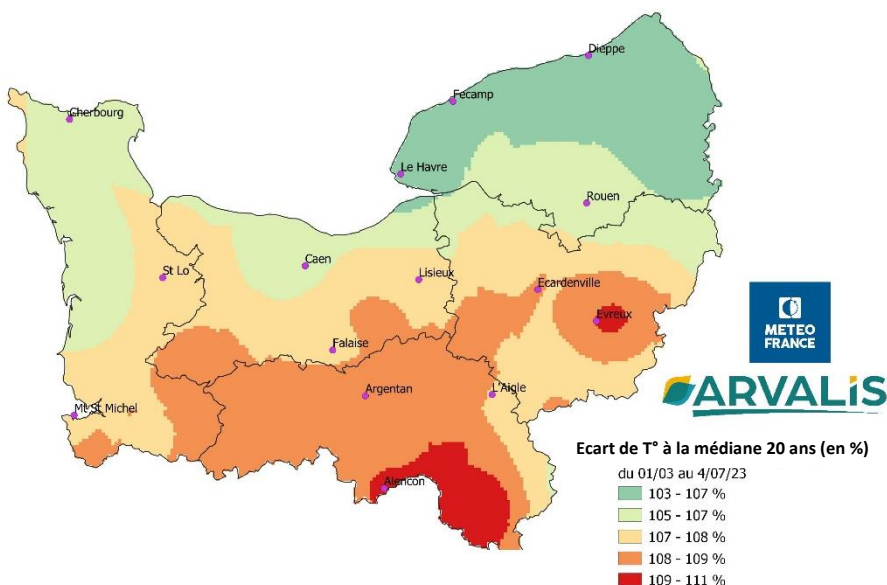 Dieppe
Fecamp
Cherbourg
Le Havre
Rouen
Caen
St Lo
Lisieux
Ecardenville
Evreux
Falaise
Argentan
L'Aigle
Mt St Michel
Alencon
METEO
FRANCE
ARVALIS
Ecart de T° à la médiane 20 ans (en %)
du 01/03 au 4/07/23
103 - 107 %
105 - 107 %
107 - 108 %
108 - 109 %
109 - 111 %